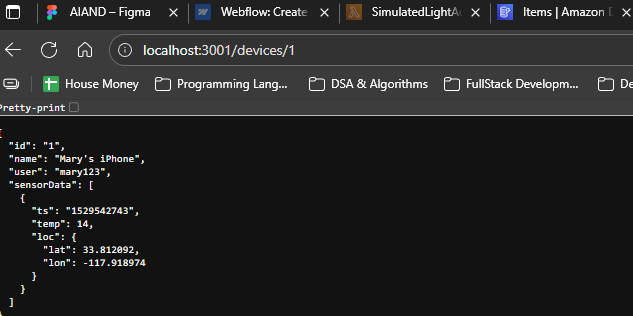 AIAND – Figma
Webflow: Create
SimulatedLightA
Items | Amazon D
localhost:3001/devices/1
House Money
Programming Lang...
DSA & Algorithms
FullStack Developm...
De
Pretty-print
{
"id": "1",
"name": "Mary's iPhone",
"user": "mary123",
"sensorData": [
{
"ts": "1529542743",
"temp": 14,
"loc": {
"lat": 33.812092,
"lon": -117.918974
}
}
]